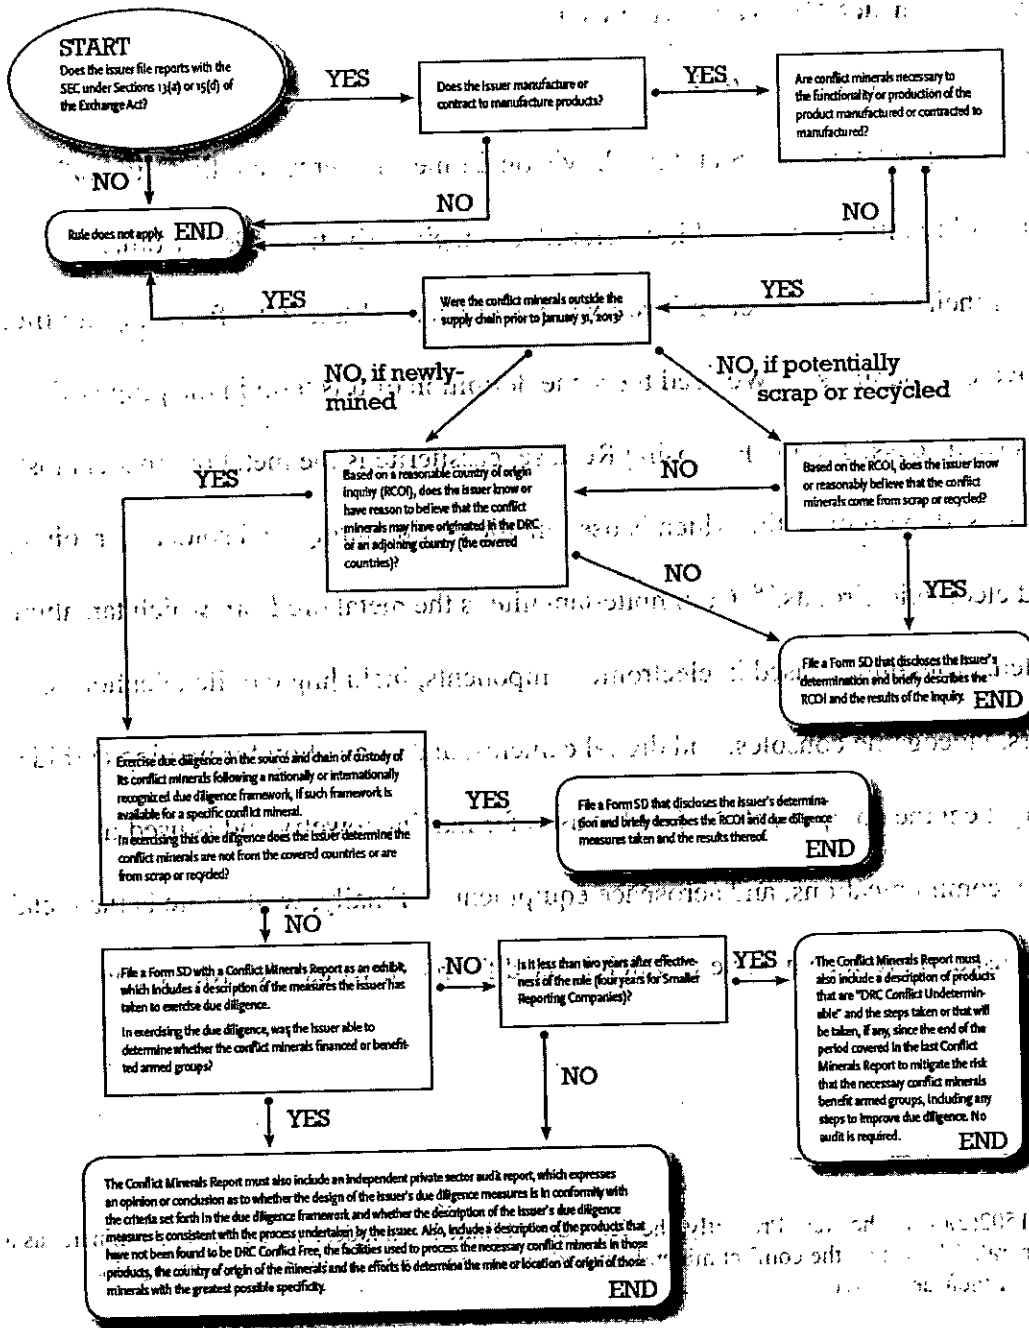 START
Does the issuer file reports with the
SEC under Sections 13(a) or 15(d) of
the Exchange Act?
YES
Does the issuer manufacture or
contract to manufacture products?
YES
Are conflict minerals necessary to
the functionality or production of the
product manufactured or contracted to
manufactured?
NO
NO
NO
Rule does not apply. END
YES
Were the conflict minerals outside the
supply chain prior to January 31, 2013?
YES
NO, if newly-
mined
NO, if potentially
scrap or recycled
YES
Based on a reasonable country of origin
inquiry (RCOI), does the issuer know or
have reason to believe that the conflict
minerals may have originated in the DRC
or an adjoining country (the covered
countries)?
NO
Based on the RCOI, does the issuer know
or reasonably believe that the conflict
minerals come from scrap or recycled?
NO
YES
File a Form SD that discloses the issuer's
determination and briefly describes the
RCOI and the results of the inquiry. END
Exercise due diligence on the source and chain of custody of
its conflict minerals following a nationally or internationally
recognized due diligence framework, if such framework is
available for a specific conflict mineral.
In exercising this due diligence does the issuer determine the
conflict minerals are not from the covered countries or are
from scrap or recycled?
YES
File a Form SD that discloses the issuer's determina-
tion and briefly describes the RCOI and due diligence
measures taken and the results thereof.
END
NO
File a Form SD with a Conflict Minerals Report as an exhibit,
which includes a description of the measures the issuer has
taken to exercise due diligence.
In exercising the due diligence, was the issuer able to
determine whether the conflict minerals financed or benefit-
ted armed groups?
NO
Is it less than two years after effective-
ness of the rule (four years for Smaller
Reporting Companies)?
YES
The Conflict Minerals Report must
also include a description of products
that are "DRC Conflict Undetermin-
able" and the steps taken or that will
be taken, if any, since the end of the
period covered in the last Conflict
Minerals Report to mitigate the risk
that the necessary conflict minerals
benefit armed groups, including any
steps to improve due diligence. No
audit is required.
END
YES
NO
The Conflict Minerals Report must also include an independent private sector audit report, which expresses
an opinion or conclusion as to whether the design of the issuer's due diligence measures is in conformity with
the criteria set forth in the due diligence framework and whether the description of the issuer's due diligence
measures is consistent with the process undertaken by the issuer. Also, include a description of the products that
have not been found to be DRC Conflict Free, the facilities used to process the necessary conflict minerals in those
products, the country of origin of the minerals and the efforts to determine the mine or location of origin of those
minerals with the greatest possible specificity.
END